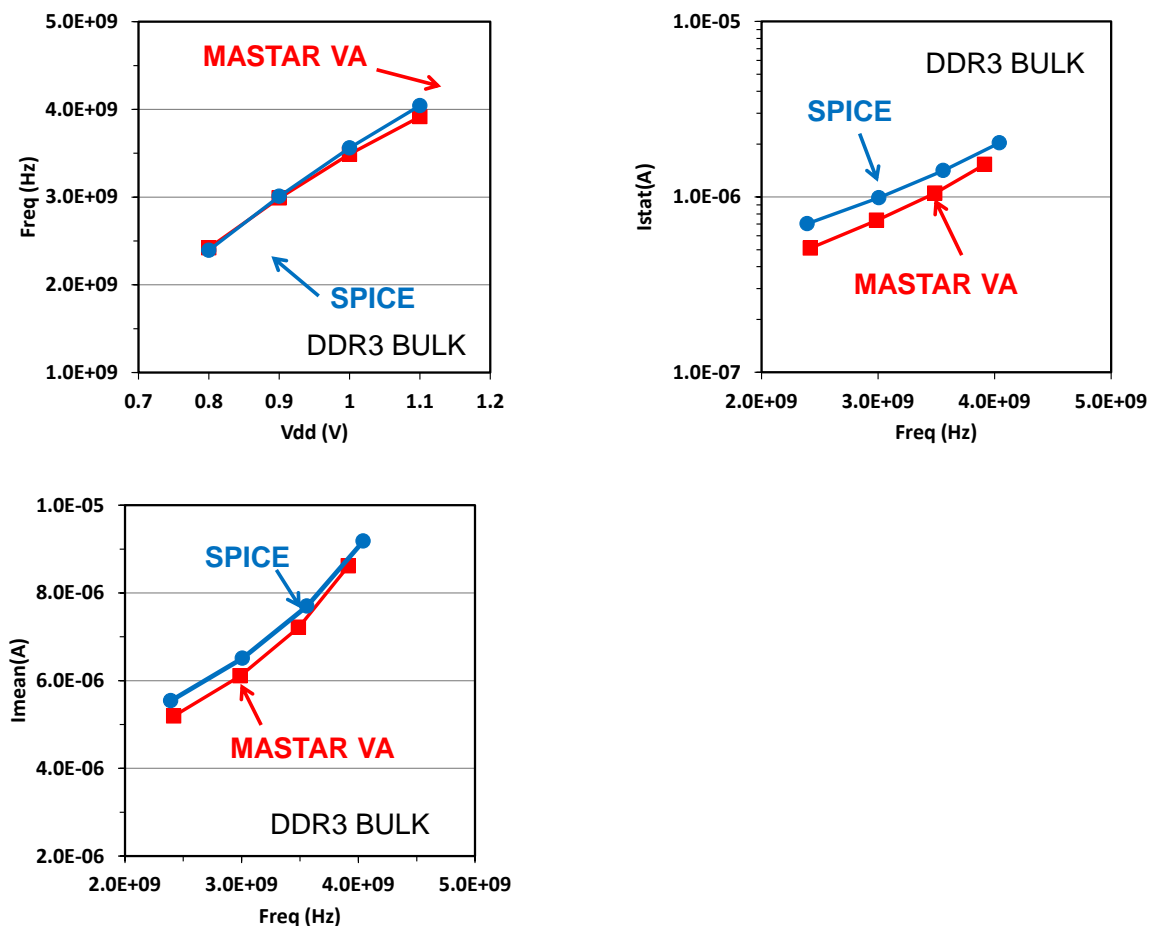 5.0E+09
4.0E+09
3.0E+09
2.0E+09
1.0E+09
Freq (Hz)
MASTAR VA
SPICE
DDR3 BULK
0.7 0.8 0.9 1 1.1 1.2
Vdd (V)
1.0E-05
1.0E-06
1.0E-07
Istat(A)
DDR3 BULK
SPICE
MASTAR VA
2.0E+09 3.0E+09 4.0E+09 5.0E+09
Freq (Hz)
1.0E-05
8.0E-06
6.0E-06
4.0E-06
2.0E-06
Imean(A)
SPICE
MASTAR VA
DDR3 BULK
2.0E+09 3.0E+09 4.0E+09 5.0E+09
Freq (Hz)